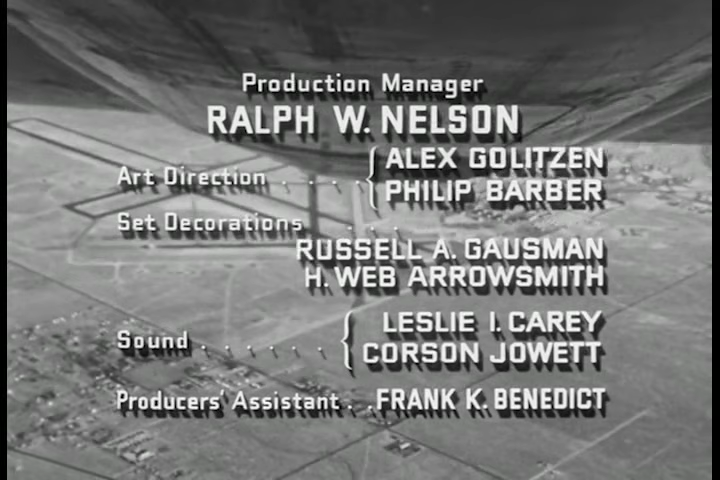 Production Manager
RALPH W. NELSON
Art Direction . . . . { ALEX GOLITZEN
PHILIP BARBER
Set Decorations . . .
RUSSELL A. GAUSMAN
H. WEB ARROWSMITH
Sound . . . . . . { LESLIE I. CAREY
CORSON JOWETT
Producers' Assistant . . FRANK K. BENEDICT